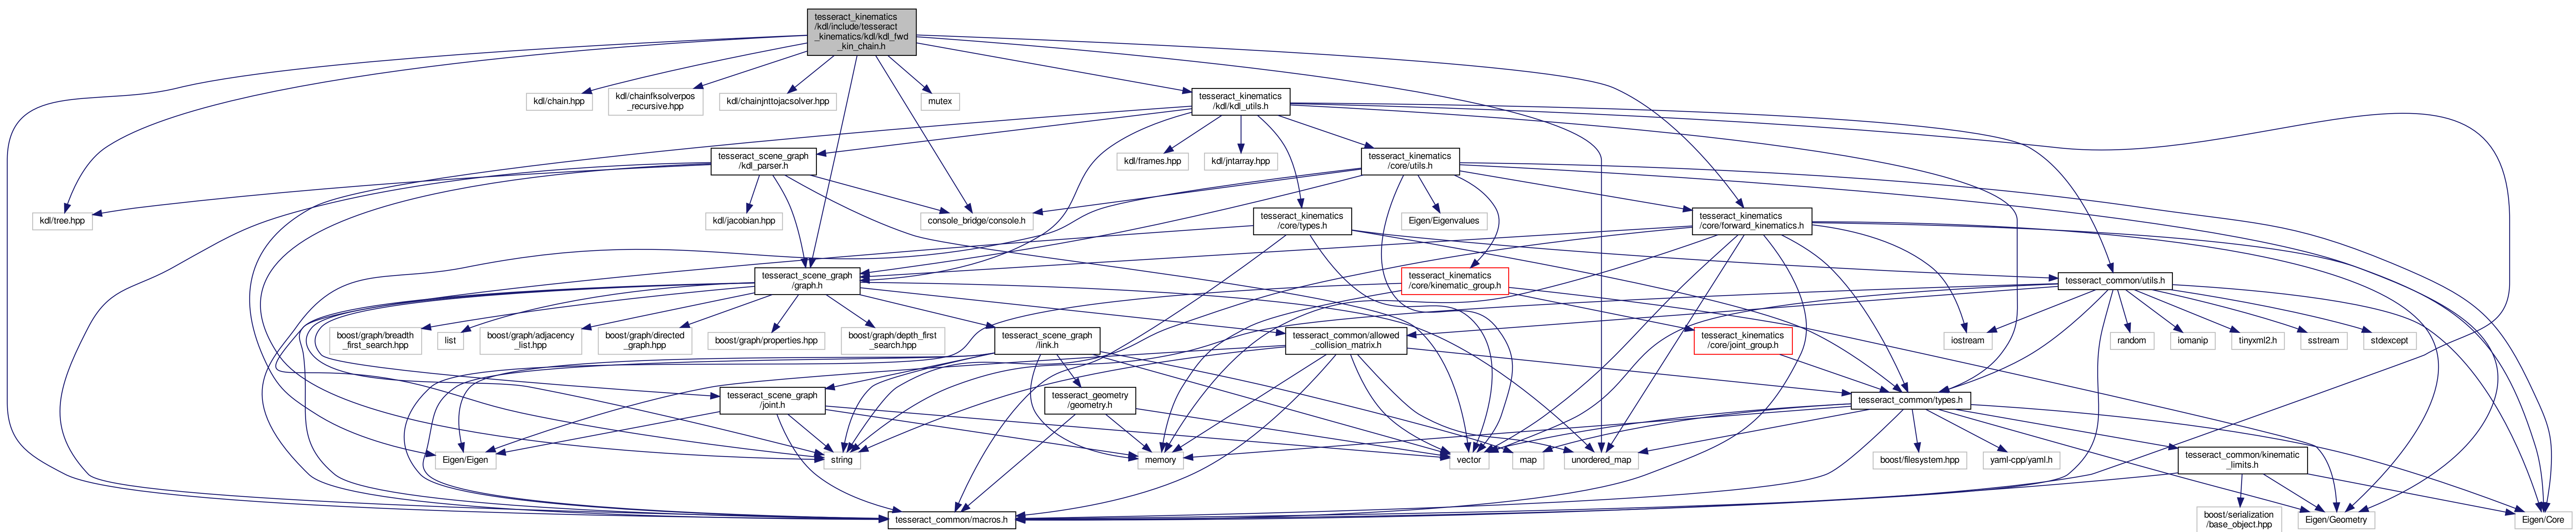 tesseract_kinematics
/kdl/include/tesseract
_kinematics/kdl/kdl_fwd
_kin_chain.h
kdl/chain.hpp
kdl/chainfksolverpos
_recursive.hpp
kdl/chainjnttojacsolver.hpp
mutex
tesseract_kinematics
/kdl/kdl_utils.h
tesseract_scene_graph
/kdl_parser.h
kdl/frames.hpp
kdl/jntarray.hpp
tesseract_kinematics
/core/utils.h
kdl/tree.hpp
kdl/jacobian.hpp
console_bridge/console.h
tesseract_kinematics
/core/types.h
Eigen/Eigenvalues
tesseract_kinematics
/core/forward_kinematics.h
tesseract_scene_graph
/graph.h
tesseract_kinematics
/core/kinematic_group.h
tesseract_common/utils.h
boost/graph/breadth
_first_search.hpp
list
boost/graph/adjacency
_list.hpp
boost/graph/directed
_graph.hpp
boost/graph/properties.hpp
boost/graph/depth_first
_search.hpp
tesseract_scene_graph
/link.h
tesseract_common/allowed
_collision_matrix.h
tesseract_kinematics
/core/joint_group.h
iostream
random
iomanip
tinyxml2.h
sstream
stdexcept
tesseract_scene_graph
/joint.h
tesseract_geometry
/geometry.h
tesseract_common/types.h
Eigen/Eigen
string
memory
vector
map
unordered_map
boost/filesystem.hpp
yaml-cpp/yaml.h
tesseract_common/kinematic
_limits.h
tesseract_common/macros.h
boost/serialization
/base_object.hpp
Eigen/Geometry
Eigen/Core